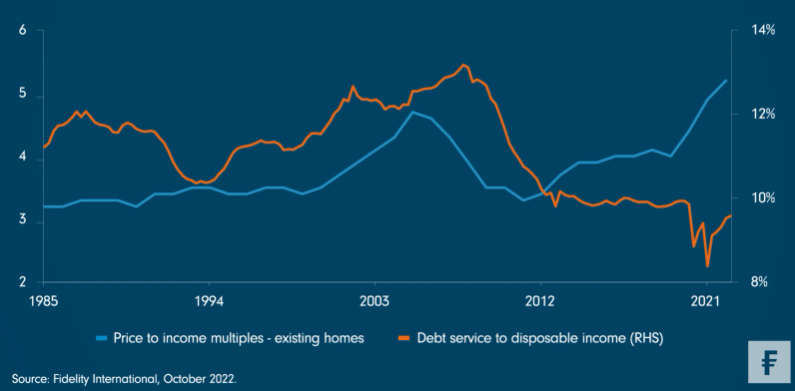 6
5
4
3
2
14%
12%
10%
8%
1985 1994 2003 2012 2021
Price to income multiples - existing homes Debt service to disposable income (RHS)
Source: Fidelity International, October 2022.
F